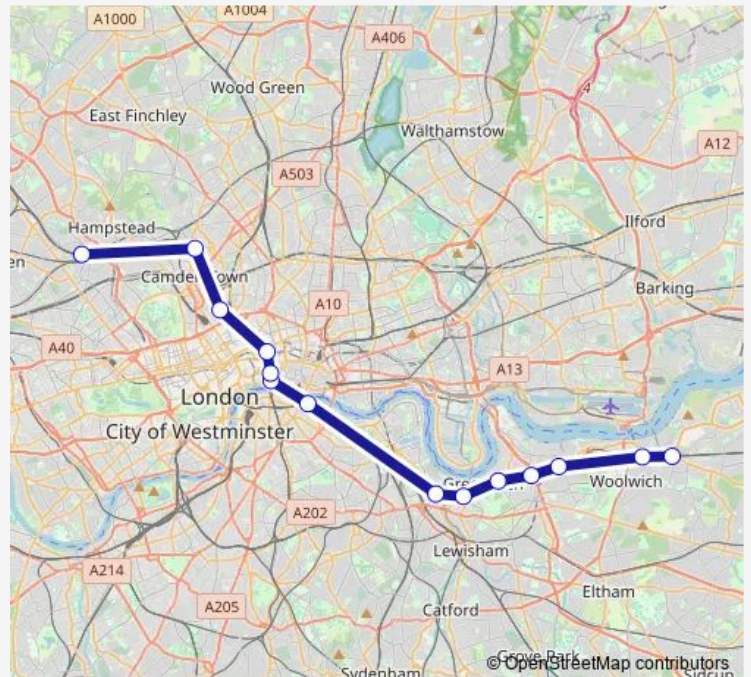 A1000
A1004
A406
Wood Green
East Finchley
Walthamstow
A12
A503
Hampstead
Ilford
en
Camden Town
Barking
A10
A40
A13
London
City of Westminster
Woolwich
A202
Lewisham
A214
Eltham
A205
Catford
Grove Park
Sydenham
Sidcup
© OpenStreetMap contributors